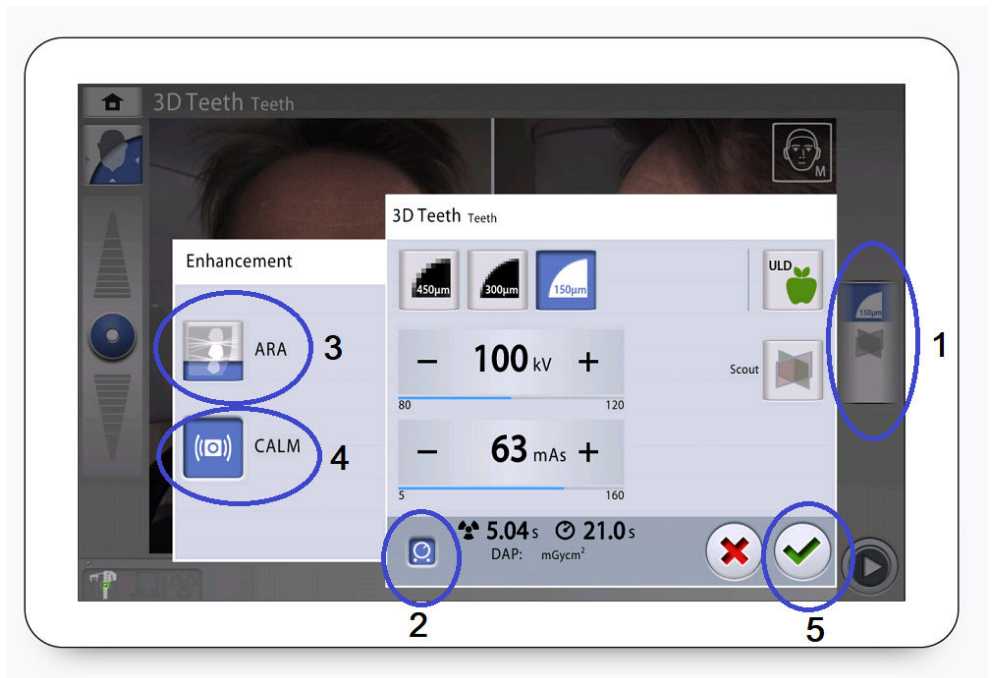 3D Teeth Teeth
M
3D Teeth Teeth
Enhancement
450µm 300µm 150µm ULD
150µm
1
ARA 3
− 100 kV +
80 120
Scout
CALM 4
− 63 mAs +
5 160
5.04 s 21.0 s
DAP: mGycm²
2
5